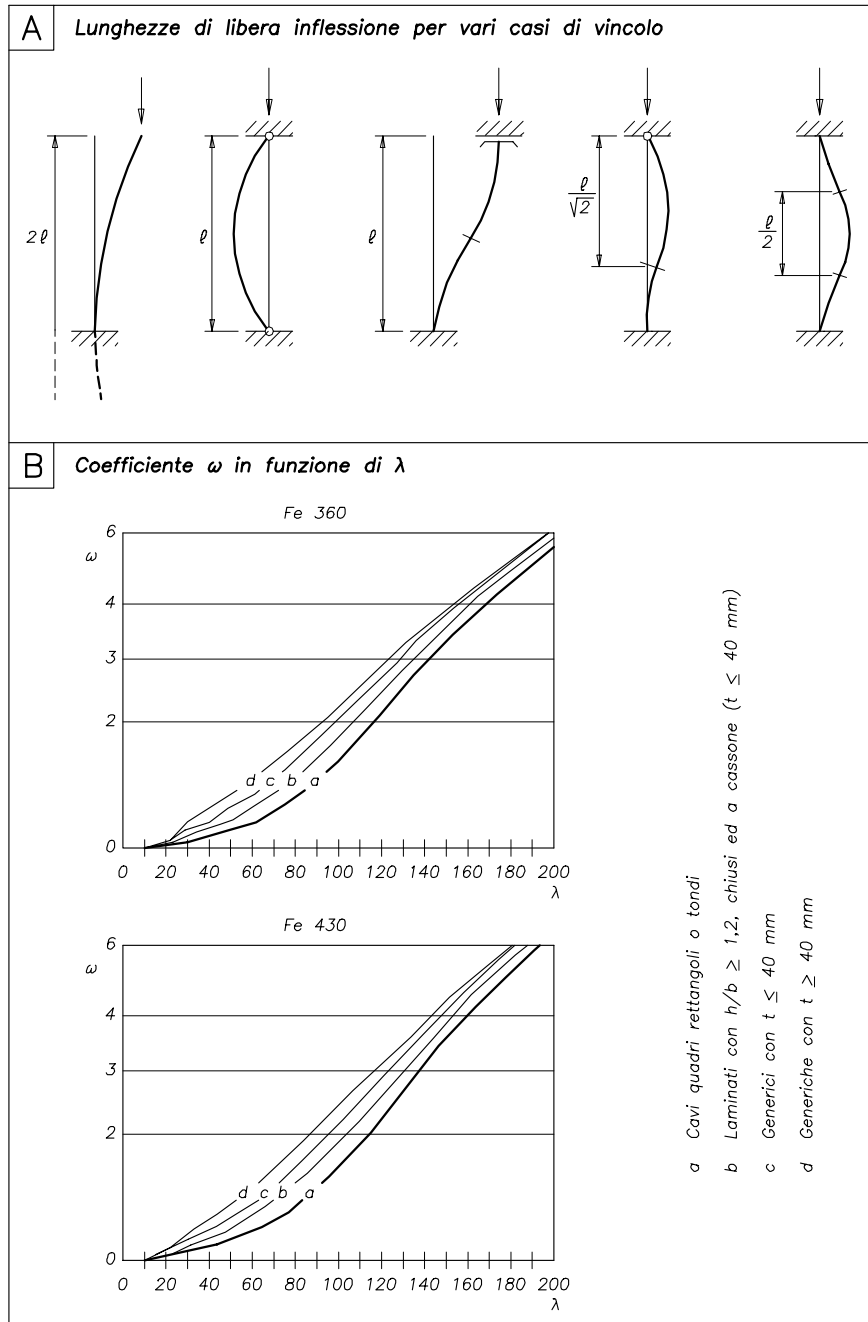 A Lunghezze di libera inflessione per vari casi di vincolo
2ℓ
ℓ
ℓ
ℓ/√2
ℓ/2
B Coefficiente ω in funzione di λ
Fe 360
ω
6
4
3
2
0
d c b a
0 20 40 60 80 100 120 140 160 180 200
λ
Fe 430
ω
6
4
3
2
0
d c b a
0 20 40 60 80 100 120 140 160 180 200
λ
a Cavi quadri rettangoli o tondi
b Laminati con h/b ≥ 1,2, chiusi ed a cassone (t ≤ 40 mm)
c Generici con t ≤ 40 mm
d Generiche con t ≥ 40 mm